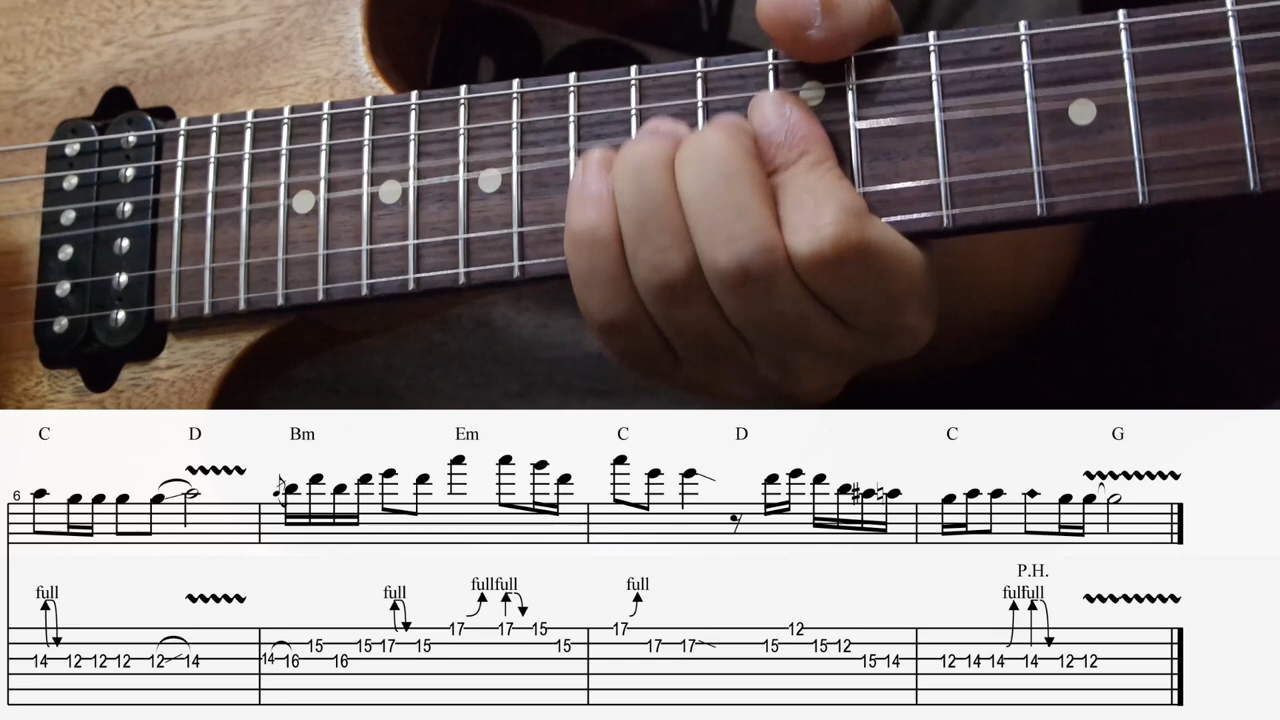 C D Bm Em C D C G
6
P.H.
full full fullfull full fulfull
17 17 15 17 12
15 15 17 15 15 17 17 15 15 12
14 12 12 12 12 14 14 16 16 15 14 12 14 14 14 12 12